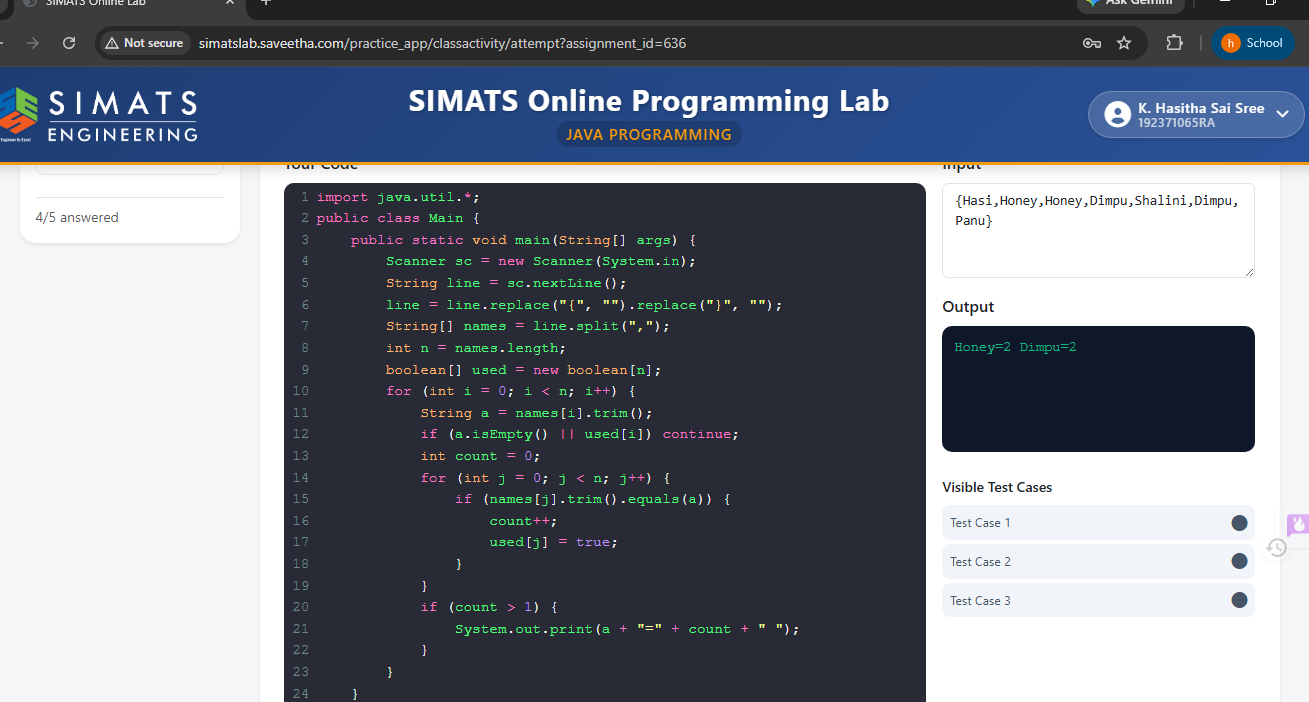 SIMATS Online Lab
Ask Gemini
Not secure
simatslab.saveetha.com/practice_app/classactivity/attempt?assignment_id=636
h School
SIMATS
ENGINEERING
SIMATS Online Programming Lab
JAVA PROGRAMMING
K. Hasitha Sai Sree
192371065RA
4/5 answered
Your Code
1 import java.util.*;
2 public class Main {
3 public static void main(String[] args) {
4 Scanner sc = new Scanner(System.in);
5 String line = sc.nextLine();
6 line = line.replace("{", "").replace("}", "");
7 String[] names = line.split(",");
8 int n = names.length;
9 boolean[] used = new boolean[n];
10 for (int i = 0; i < n; i++) {
11 String a = names[i].trim();
12 if (a.isEmpty() || used[i]) continue;
13 int count = 0;
14 for (int j = 0; j < n; j++) {
15 if (names[j].trim().equals(a)) {
16 count++;
17 used[j] = true;
18 }
19 }
20 if (count > 1) {
21 System.out.print(a + "=" + count + " ");
22 }
23 }
24 }
Input
{Hasi,Honey,Honey,Dimpu,Shalini,Dimpu,
Panu}
Output
Honey=2 Dimpu=2
Visible Test Cases
Test Case 1
Test Case 2
Test Case 3